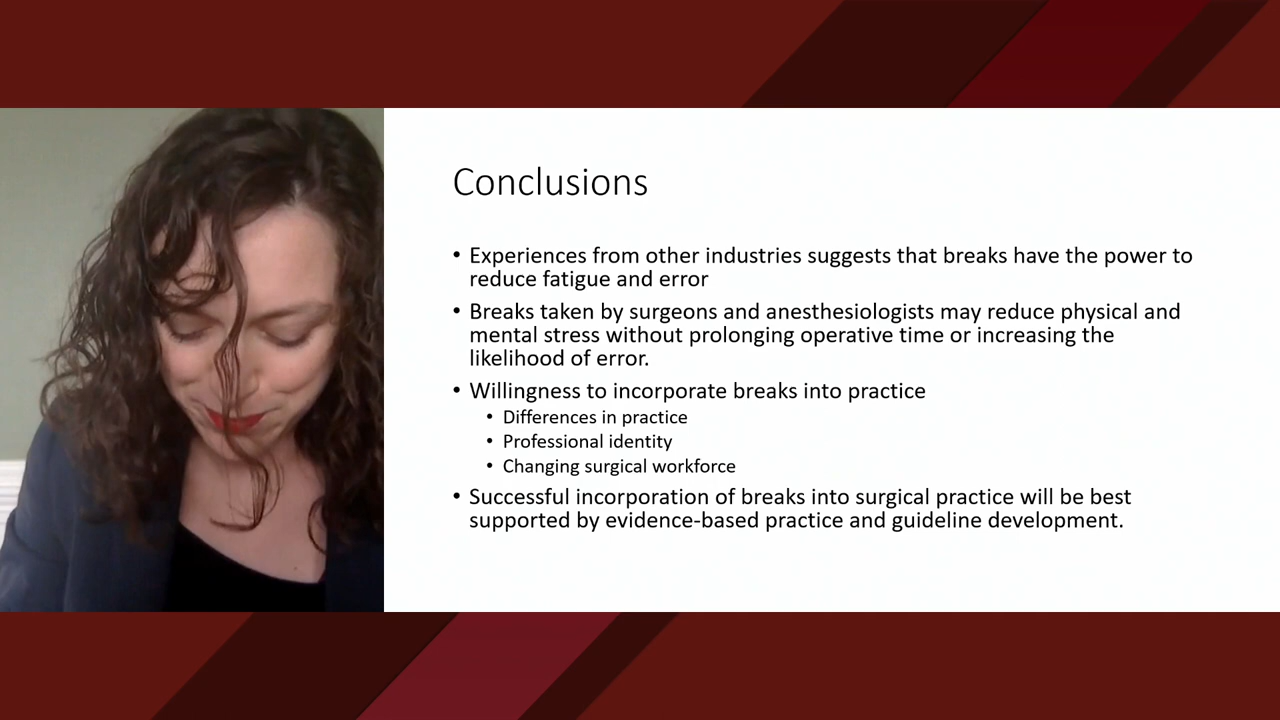 Conclusions
• Experiences from other industries suggests that breaks have the power to
reduce fatigue and error
• Breaks taken by surgeons and anesthesiologists may reduce physical and
mental stress without prolonging operative time or increasing the
likelihood of error.
• Willingness to incorporate breaks into practice
• Differences in practice
• Professional identity
• Changing surgical workforce
• Successful incorporation of breaks into surgical practice will be best
supported by evidence-based practice and guideline development.